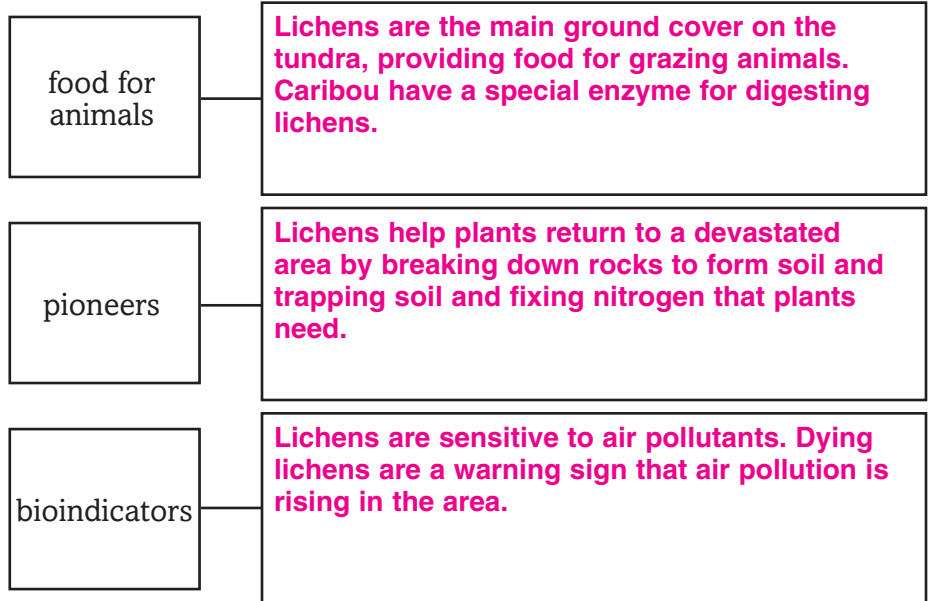 food for
animals
Lichens are the main ground cover on the
tundra, providing food for grazing animals.
Caribou have a special enzyme for digesting
lichens.
pioneers
Lichens help plants return to a devastated
area by breaking down rocks to form soil and
trapping soil and fixing nitrogen that plants
need.
bioindicators
Lichens are sensitive to air pollutants. Dying
lichens are a warning sign that air pollution is
rising in the area.